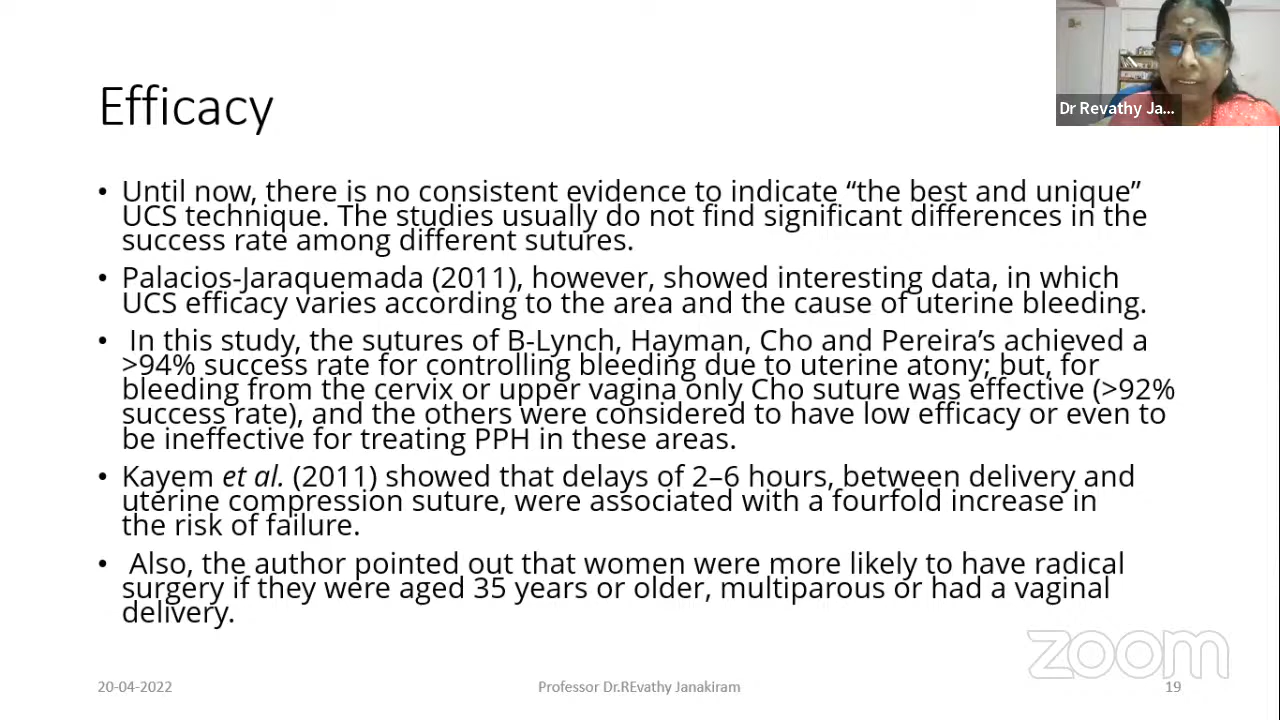 Efficacy
Dr Revathy Ja...
• Until now, there is no consistent evidence to indicate “the best and unique”
UCS technique. The studies usually do not find significant differences in the
success rate among different sutures.
• Palacios-Jaraquemada (2011), however, showed interesting data, in which
UCS efficacy varies according to the area and the cause of uterine bleeding.
• In this study, the sutures of B-Lynch, Hayman, Cho and Pereira’s achieved a
>94% success rate for controlling bleeding due to uterine atony; but, for
bleeding from the cervix or upper vagina only Cho suture was effective (>92%
success rate), and the others were considered to have low efficacy or even to
be ineffective for treating PPH in these areas.
• Kayem et al. (2011) showed that delays of 2–6 hours, between delivery and
uterine compression suture, were associated with a fourfold increase in
the risk of failure.
• Also, the author pointed out that women were more likely to have radical
surgery if they were aged 35 years or older, multiparous or had a vaginal
delivery.
zoom
20-04-2022
Professor Dr.REvathy Janakiram
19